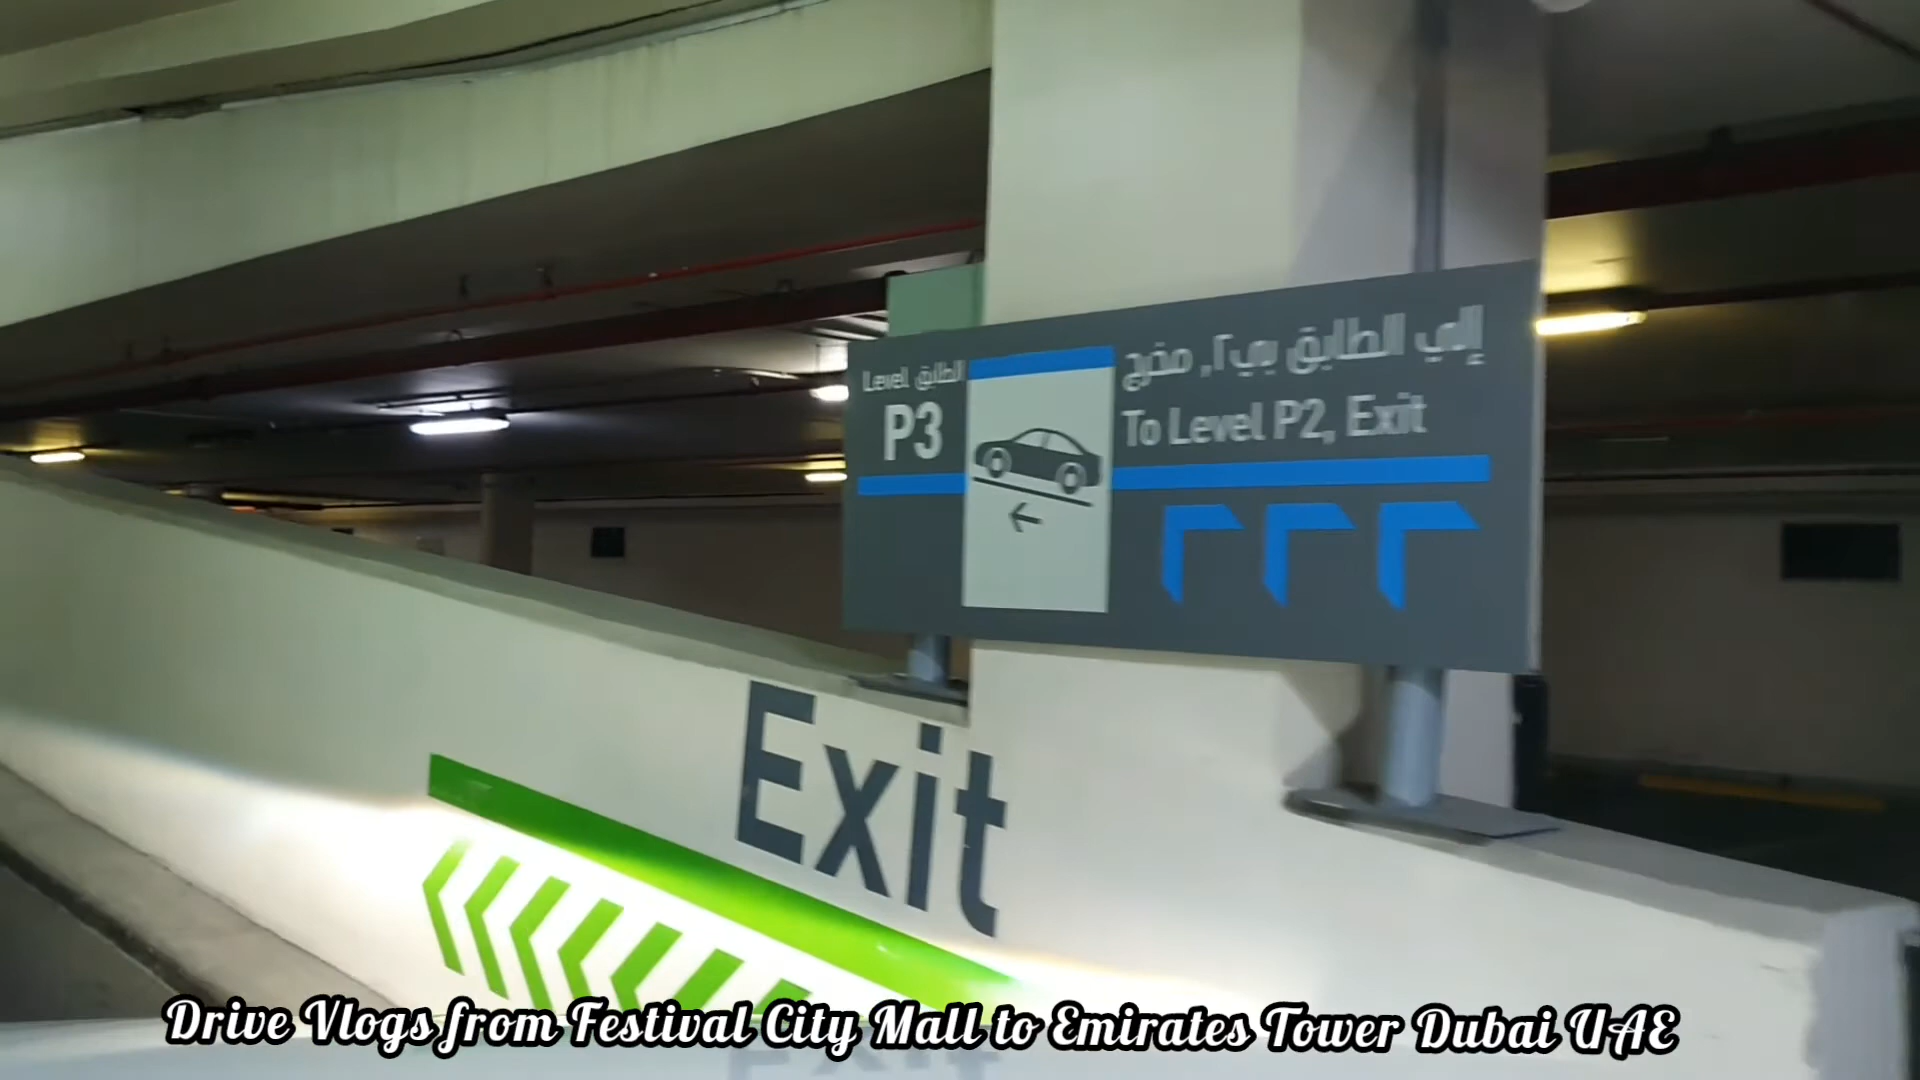 Level الطابق
P3
إلى الطابق بي٢, مخرج
To Level P2, Exit
Exit
Drive Vlogs from Festival City Mall to Emirates Tower Dubai UAE